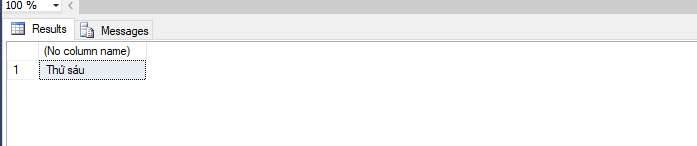 100 %
Results Messages
(No column name)
1 Thứ sáu